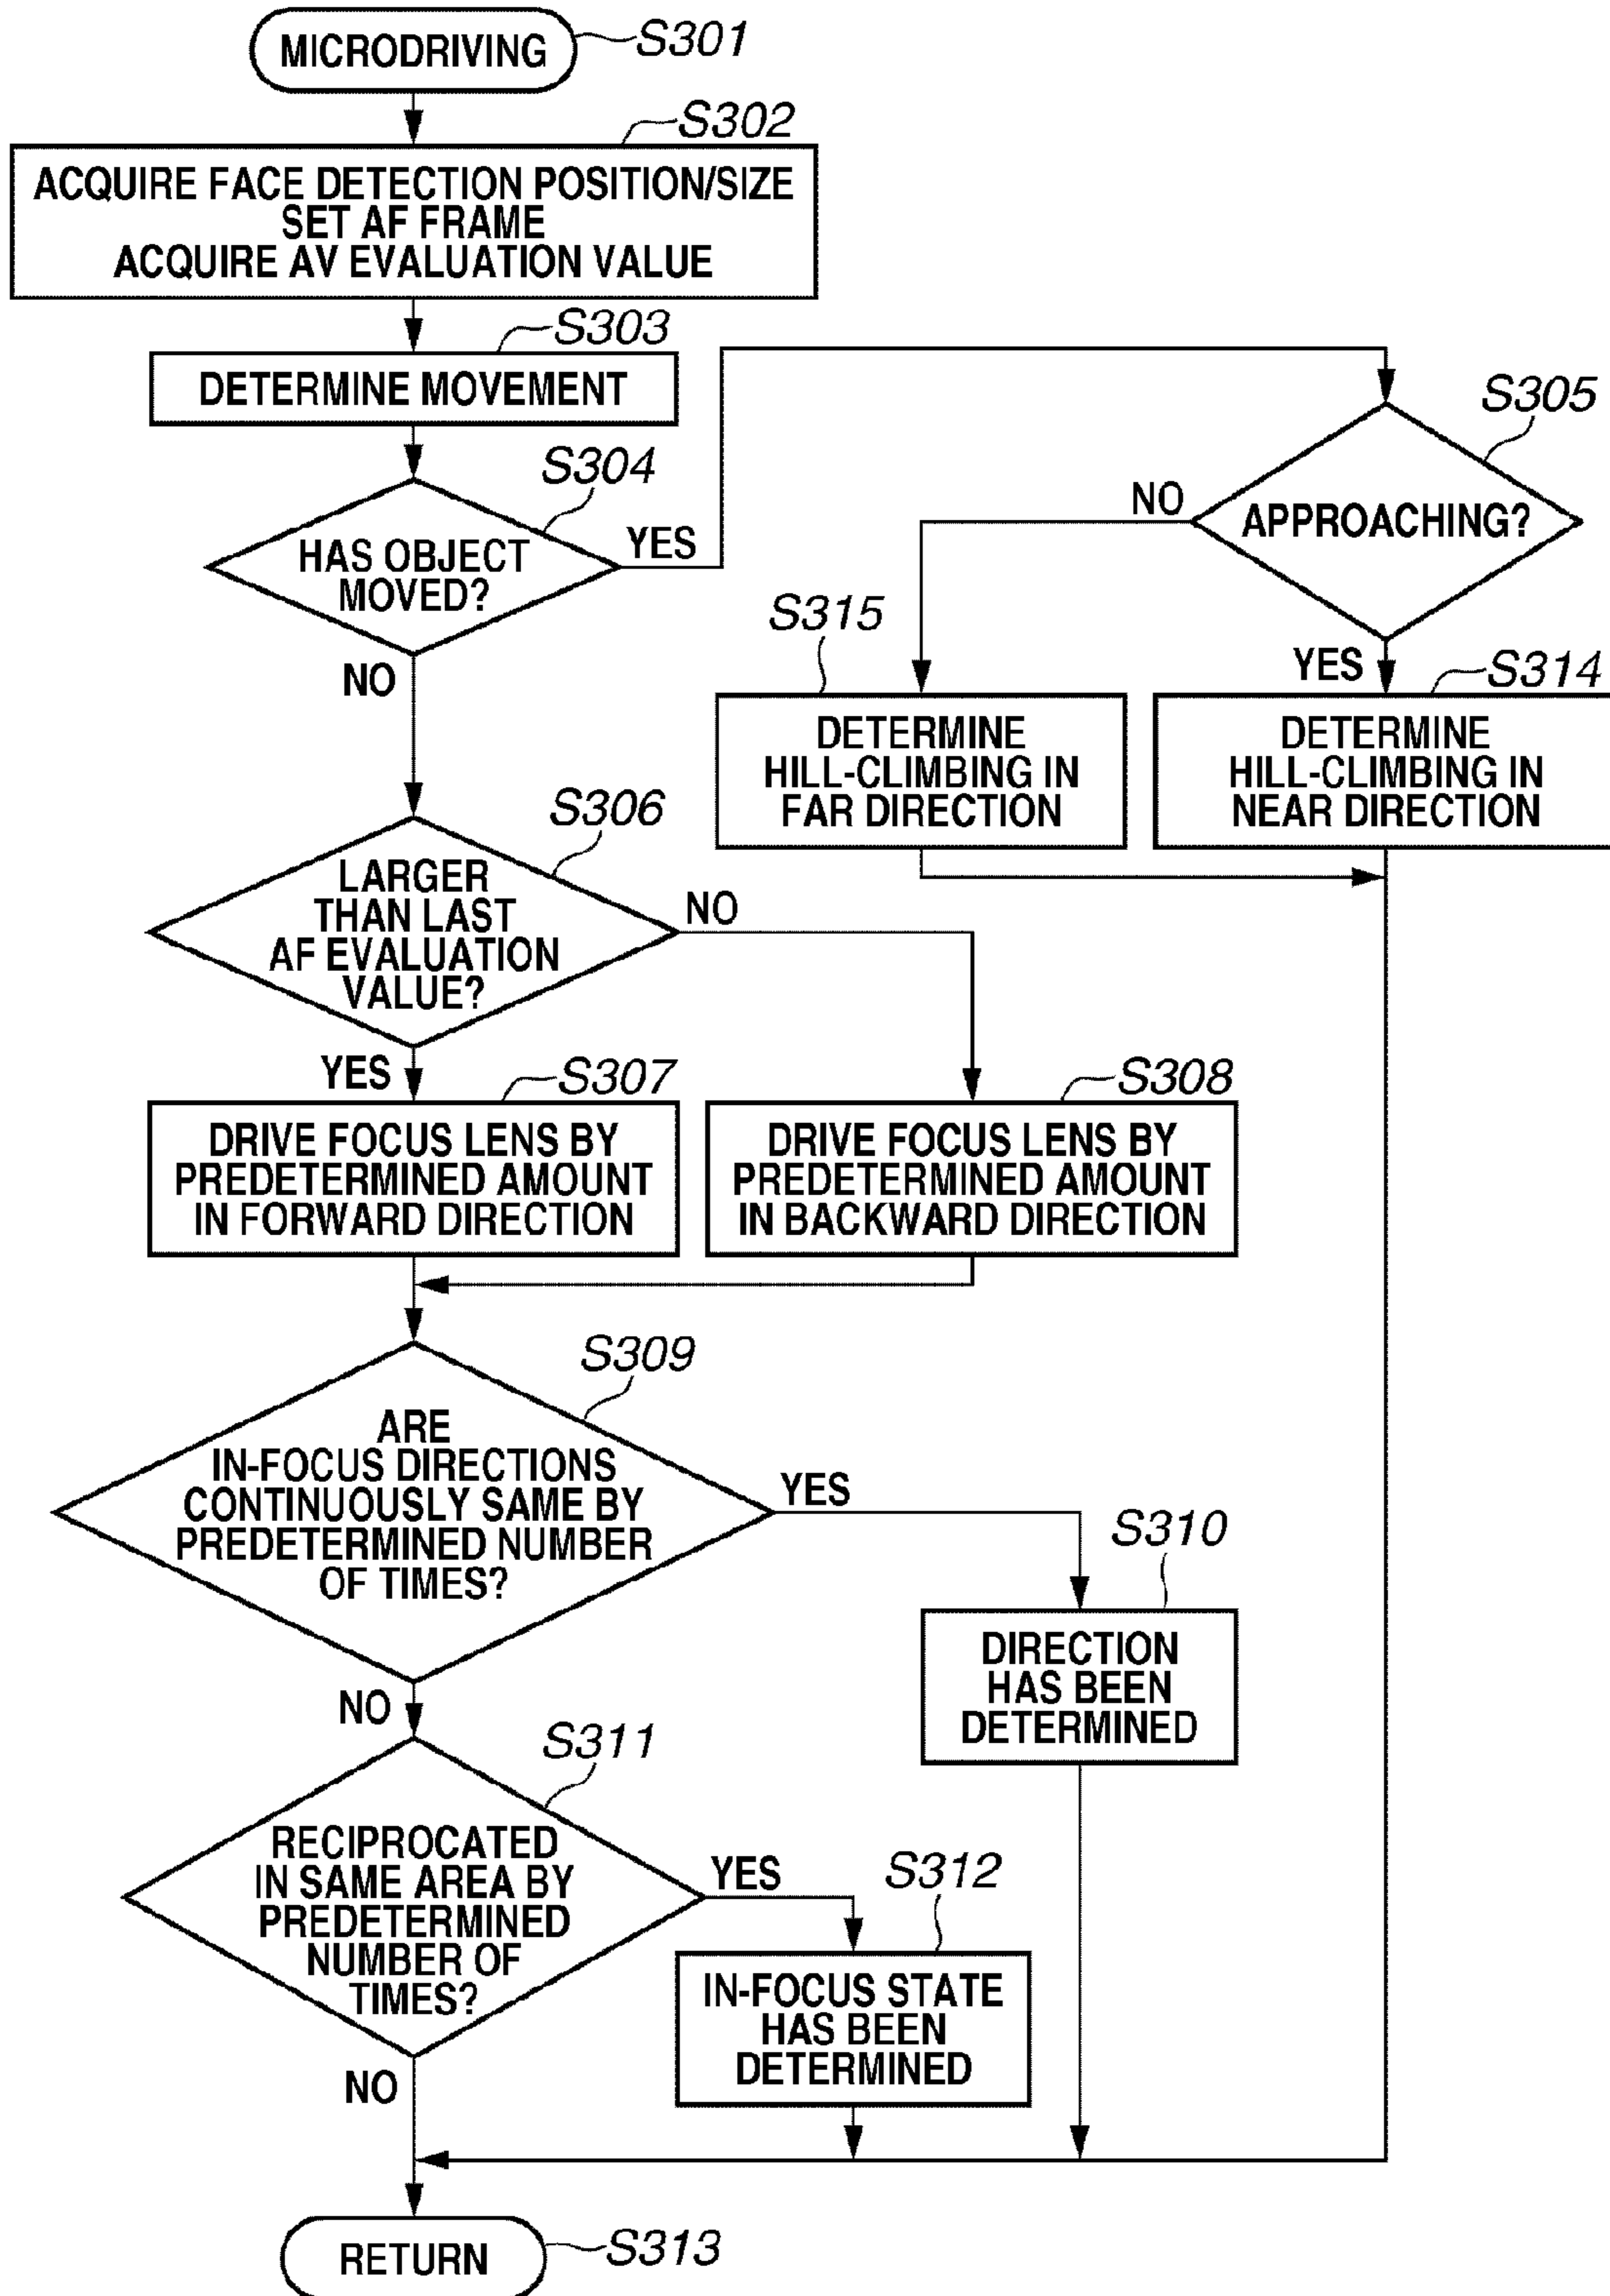 MICRODRIVING
S301
S302
ACQUIRE FACE DETECTION POSITION/SIZE
SET AF FRAME
ACQUIRE AV EVALUATION VALUE
S303
DETERMINE MOVEMENT
S304
HAS OBJECT
MOVED?
YES
NO
S305
APPROACHING?
NO
YES
S315
DETERMINE
HILL-CLIMBING IN
FAR DIRECTION
S314
DETERMINE
HILL-CLIMBING IN
NEAR DIRECTION
S306
LARGER
THAN LAST
AF EVALUATION
VALUE?
NO
YES
S307
DRIVE FOCUS LENS BY
PREDETERMINED AMOUNT
IN FORWARD DIRECTION
S308
DRIVE FOCUS LENS BY
PREDETERMINED AMOUNT
IN BACKWARD DIRECTION
S309
ARE
IN-FOCUS DIRECTIONS
CONTINUOUSLY SAME BY
PREDETERMINED NUMBER
OF TIMES?
YES
NO
S310
DIRECTION
HAS BEEN
DETERMINED
S311
RECIPROCATED
IN SAME AREA BY
PREDETERMINED
NUMBER OF
TIMES?
YES
NO
S312
IN-FOCUS STATE
HAS BEEN
DETERMINED
RETURN
S313